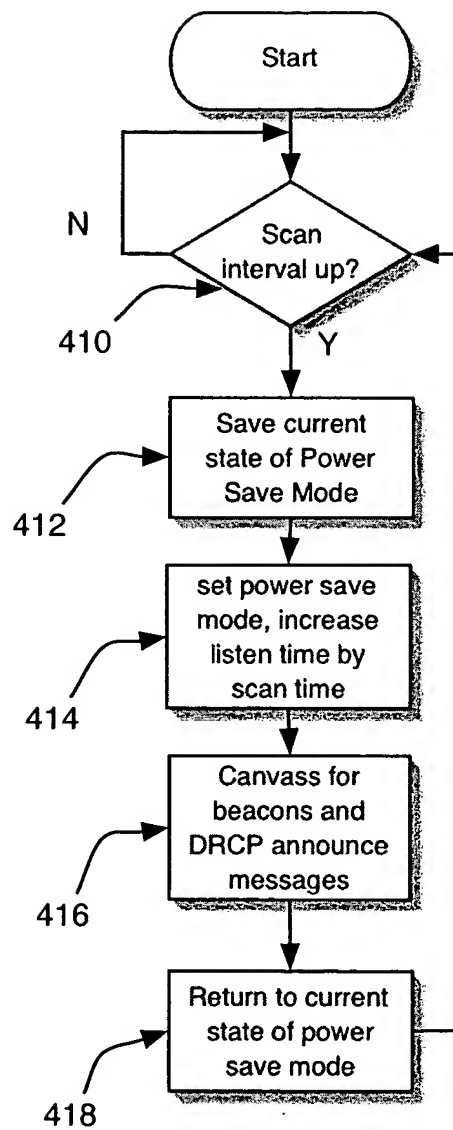 Start
N
Scan
interval up?
410
Y
Save current
state of Power
Save Mode
412
set power save
mode, increase
listen time by
scan time
414
Canvass for
beacons and
DRCP announce
messages
416
Return to current
state of power
save mode
418